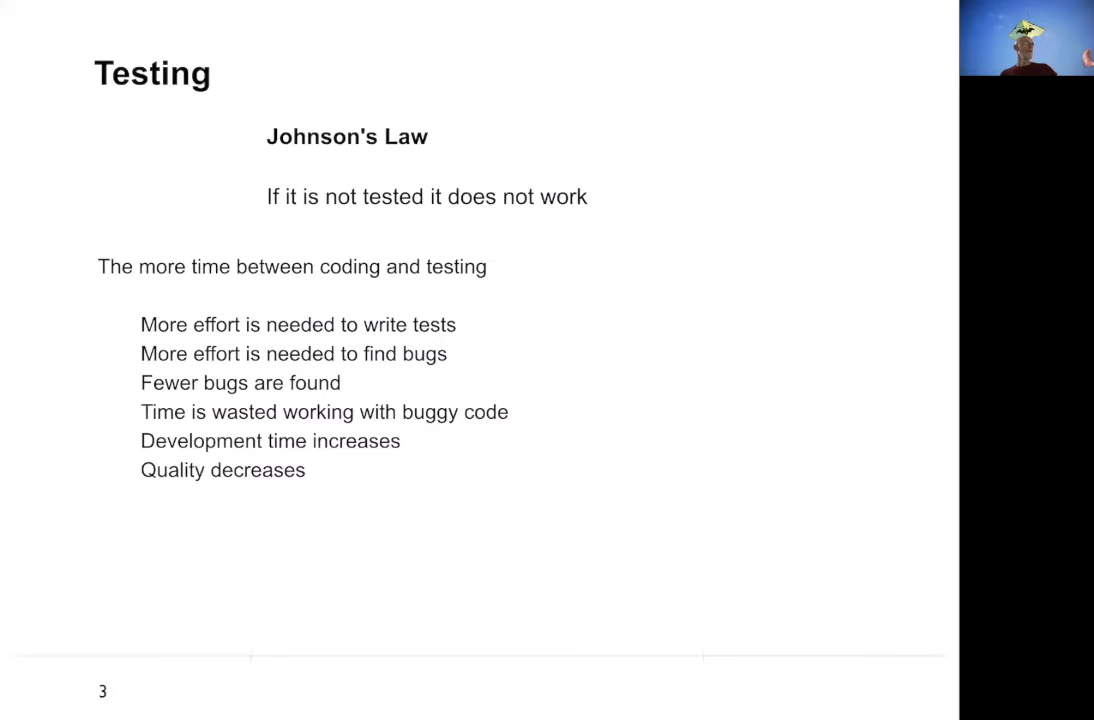 Testing
Johnson's Law
If it is not tested it does not work
The more time between coding and testing
More effort is needed to write tests
More effort is needed to find bugs
Fewer bugs are found
Time is wasted working with buggy code
Development time increases
Quality decreases
3